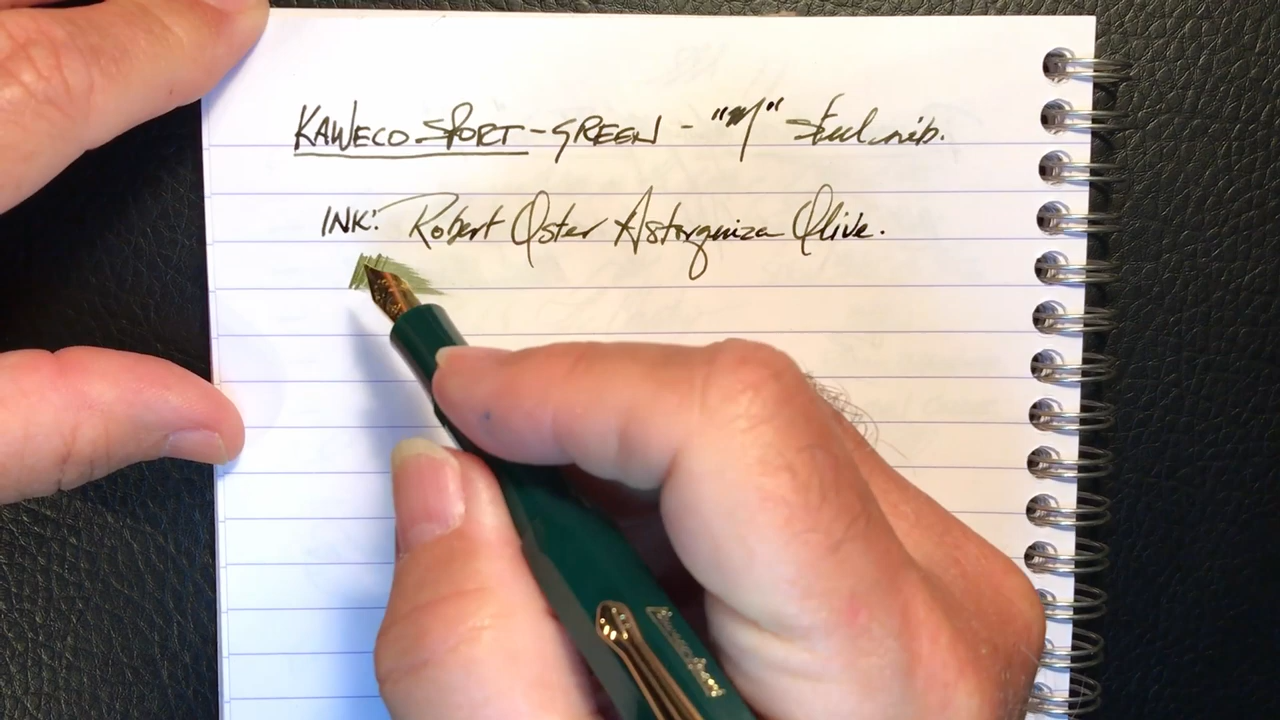 KAWECO SPORT - GREEN - "M" steel nib.
INK: Robert Oster Astorquiza Olive.